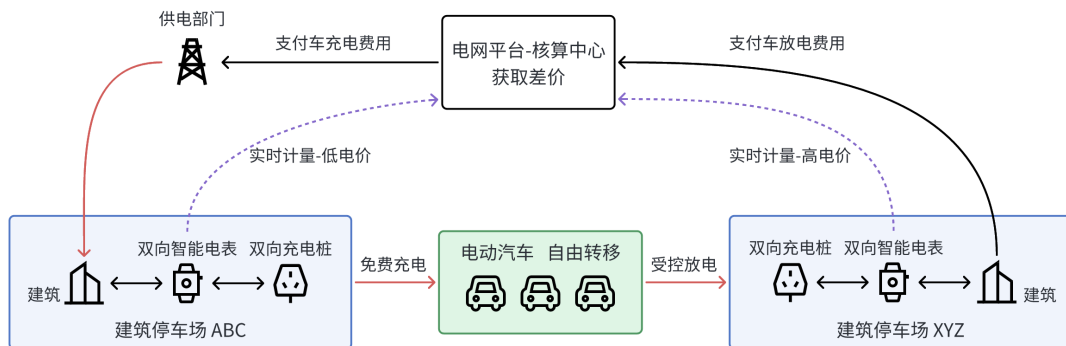 供电部门
支付车充电费用
电网平台-核算中心
获取差价
支付车放电费用
实时计量-低电价
实时计量-高电价
双向智能电表
双向充电桩
建筑
建筑停车场 ABC
免费充电
电动汽车 自由转移
受控放电
双向充电桩
双向智能电表
建筑
建筑停车场 XYZ